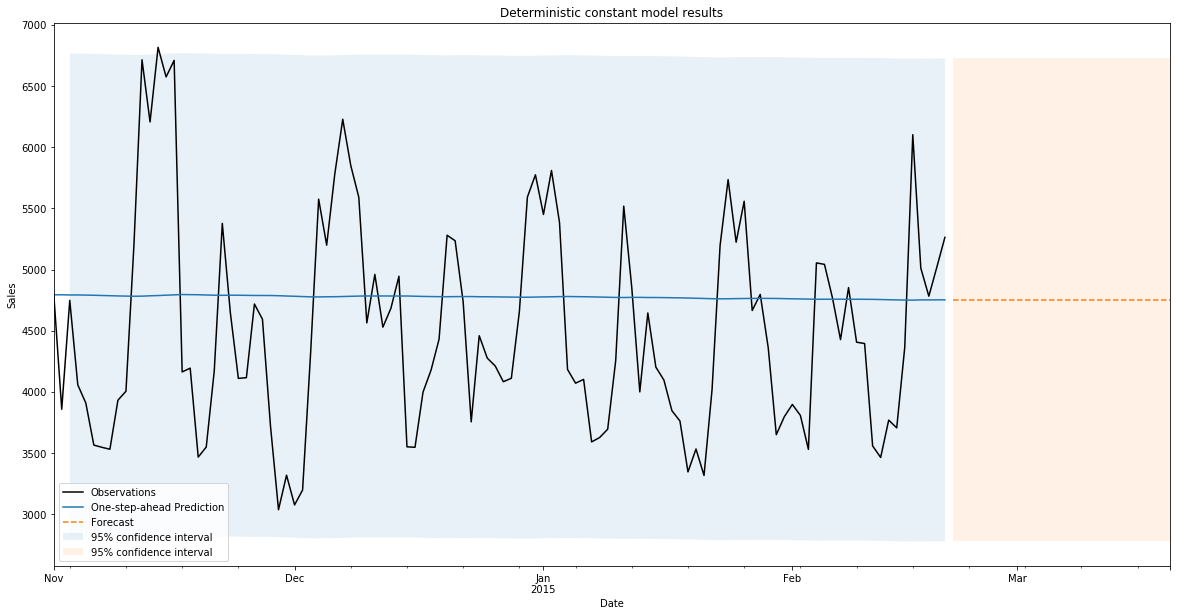 Deterministic constant model results
7000
6500
6000
5500
5000
4500
4000
3500
3000
Sales
Observations
One-step-ahead Prediction
Forecast
95% confidence interval
95% confidence interval
Nov Dec Jan Feb Mar
2015
Date